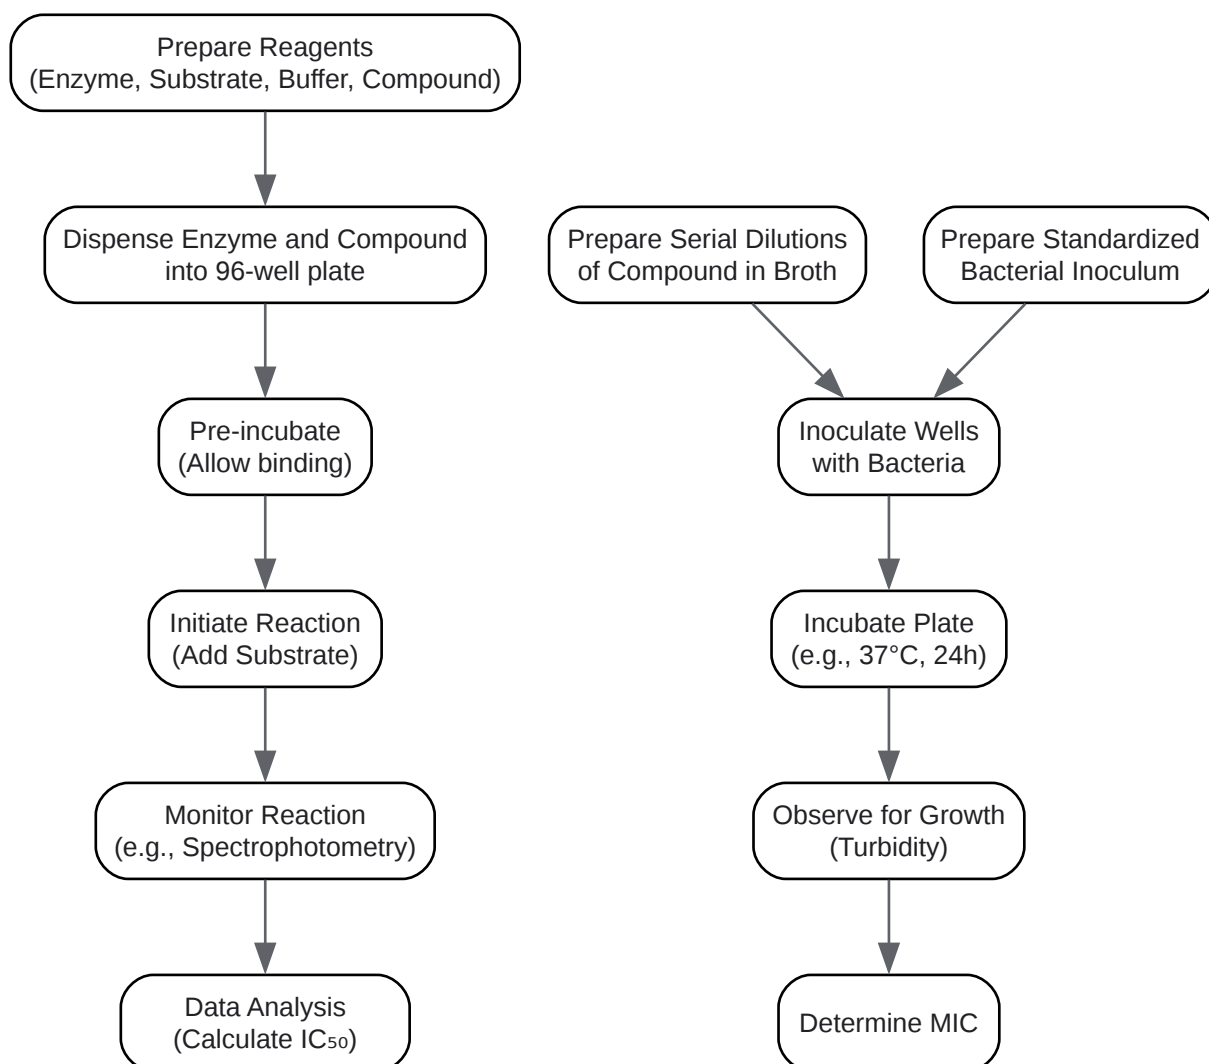 Prepare Reagents
(Enzyme, Substrate, Buffer, Compound)
Dispense Enzyme and Compound
into 96-well plate
Pre-incubate
(Allow binding)
Initiate Reaction
(Add Substrate)
Monitor Reaction
(e.g., Spectrophotometry)
Data Analysis
(Calculate IC₅₀)
Prepare Serial Dilutions
of Compound in Broth
Prepare Standardized
Bacterial Inoculum
Inoculate Wells
with Bacteria
Incubate Plate
(e.g., 37°C, 24h)
Observe for Growth
(Turbidity)
Determine MIC